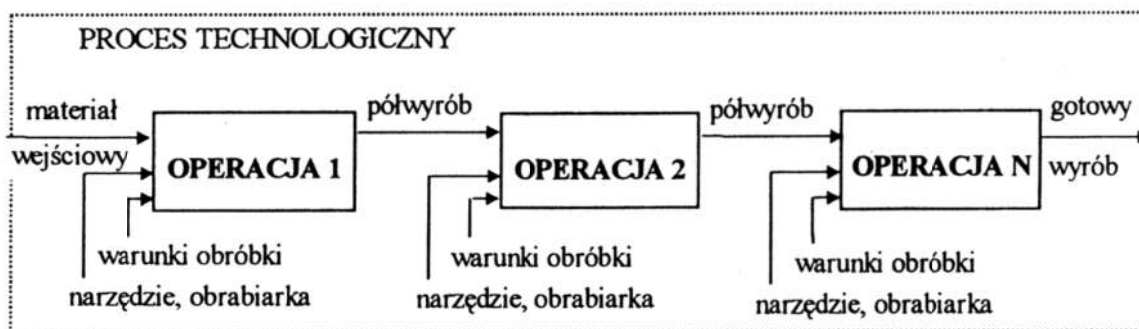 PROCES TECHNOLOGICZNY
materiał
wejściowy
OPERACJA 1
półwyrób
OPERACJA 2
półwyrób
OPERACJA N
gotowy
wyrób
warunki obróbki
narzędzie, obrabiarka
warunki obróbki
narzędzie, obrabiarka
warunki obróbki
narzędzie, obrabiarka